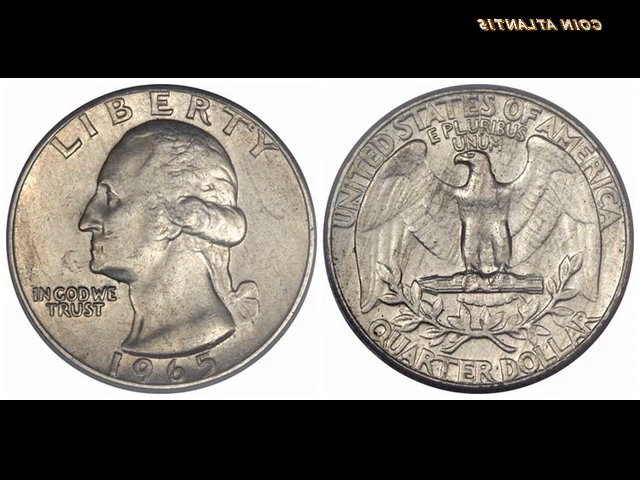 COIN ATLANTIS
LIBERTY
IN GOD WE
TRUST
1965
UNITED STATES OF AMERICA
E PLURIBUS
UNUM
QUARTER DOLLAR